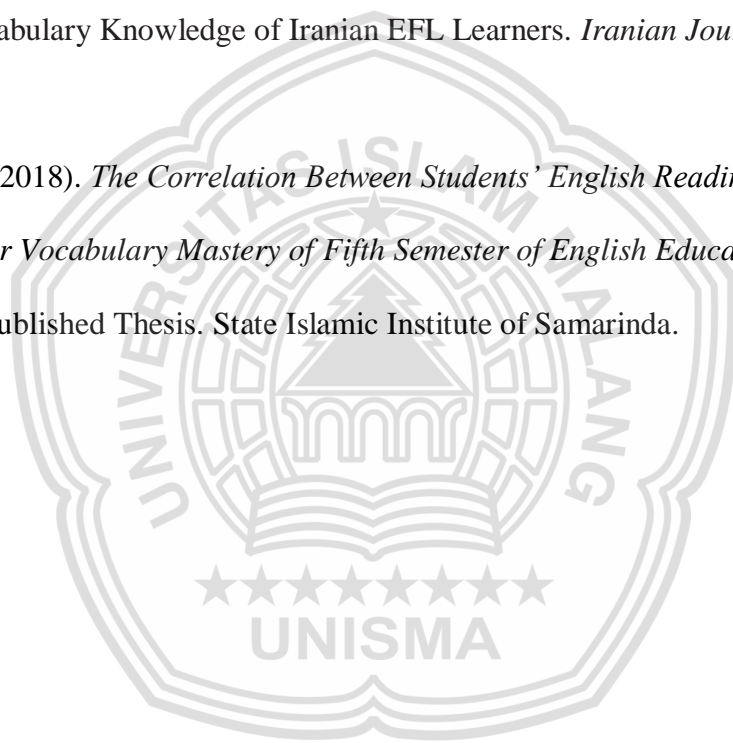 abulary Knowledge of Iranian EFL Learners. Iranian Jou
2018). The Correlation Between Students’ English Readin
r Vocabulary Mastery of Fifth Semester of English Educa
ublished Thesis. State Islamic Institute of Samarinda.
UNIVERSITAS ISLAM MALANG
UNISMA